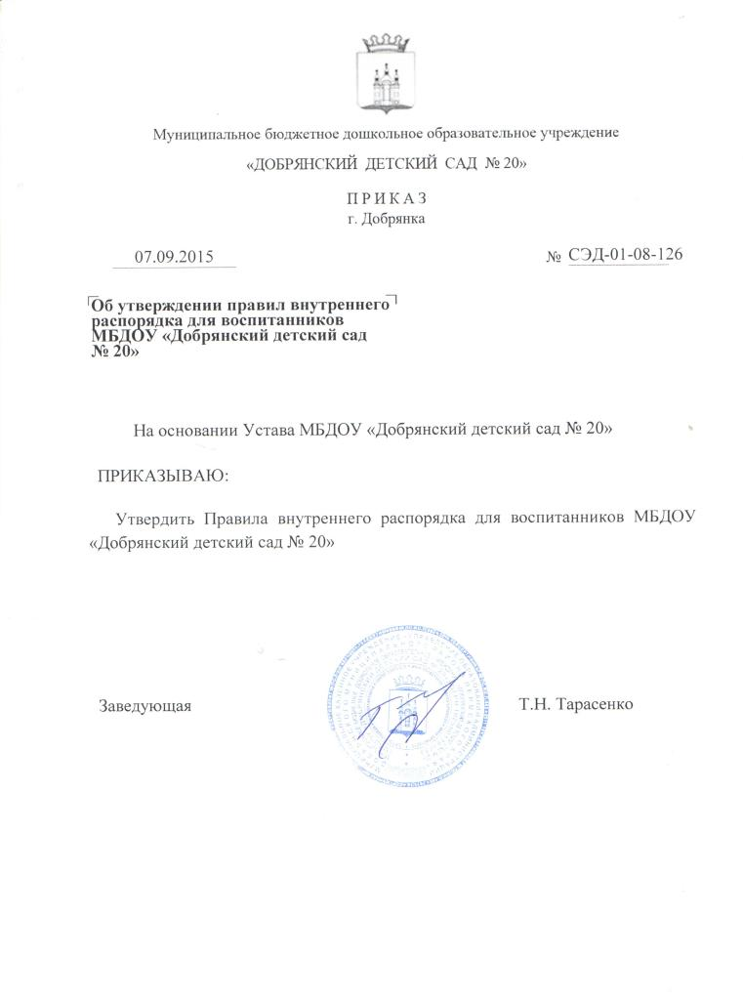 Муниципальное бюджетное дошкольное образовательное учреждение
«ДОБРЯНСКИЙ ДЕТСКИЙ САД № 20»
ПРИКАЗ
г. Добрянка
07.09.2015 № СЭД-01-08-126
Об утверждении правил внутреннего
распорядка для воспитанников
МБДОУ «Добрянский детский сад
№ 20»
На основании Устава МБДОУ «Добрянский детский сад № 20»
ПРИКАЗЫВАЮ:
Утвердить Правила внутреннего распорядка для воспитанников МБДОУ
«Добрянский детский сад № 20»
Заведующая Т.Н. Тарасенко